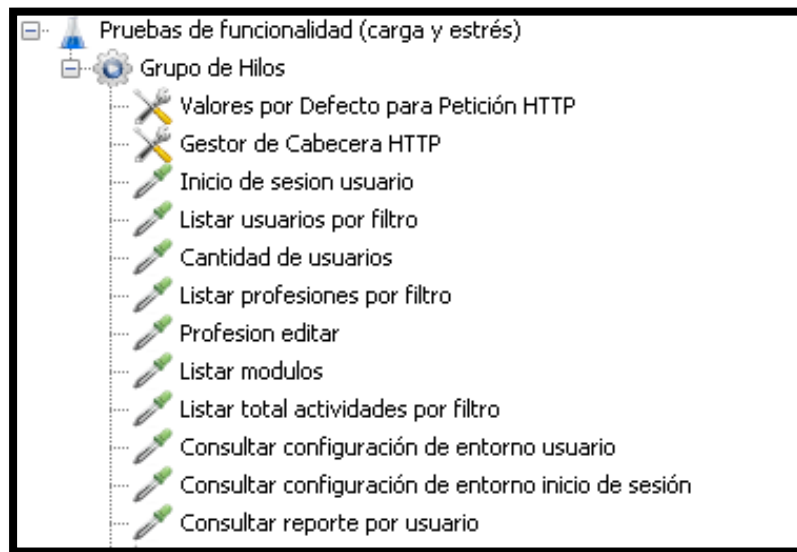 Pruebas de funcionalidad (carga y estrés)
Grupo de Hilos
Valores por Defecto para Petición HTTP
Gestor de Cabecera HTTP
Inicio de sesion usuario
Listar usuarios por filtro
Cantidad de usuarios
Listar profesiones por filtro
Profesion editar
Listar modulos
Listar total actividades por filtro
Consultar configuración de entorno usuario
Consultar configuración de entorno inicio de sesión
Consultar reporte por usuario